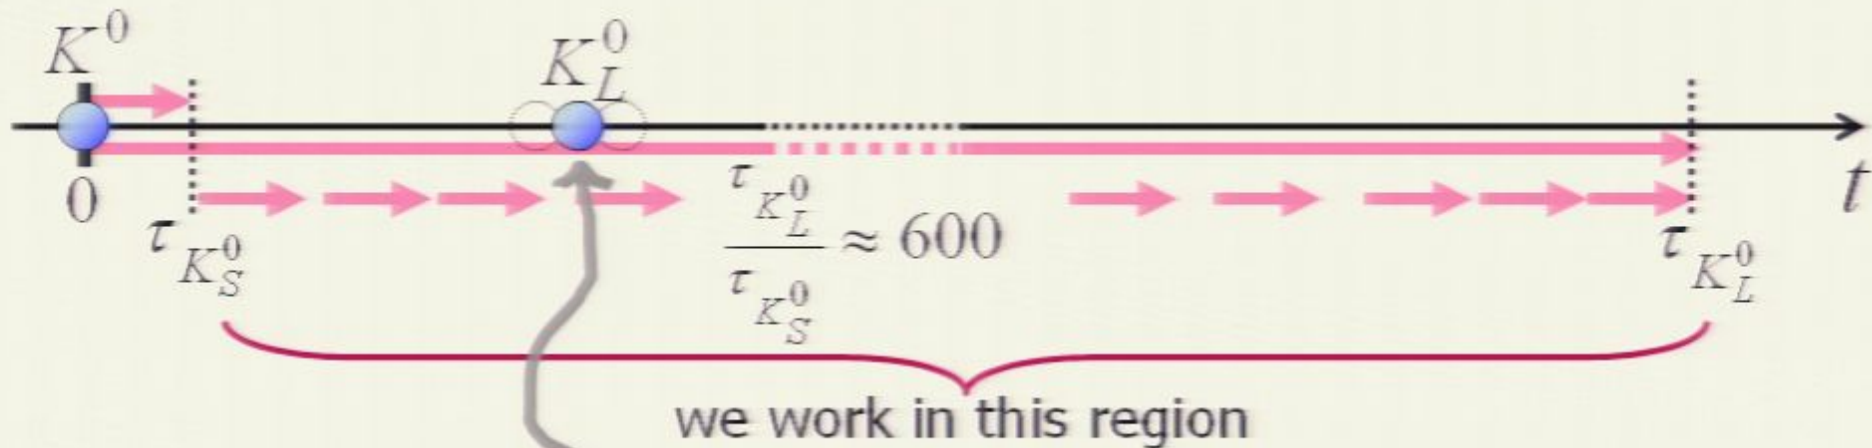 K^0
K_L^0
0
τ_{K_S^0}
τ_{K_L^0} / τ_{K_S^0} ≈ 600
τ_{K_L^0}
t
we work in this region